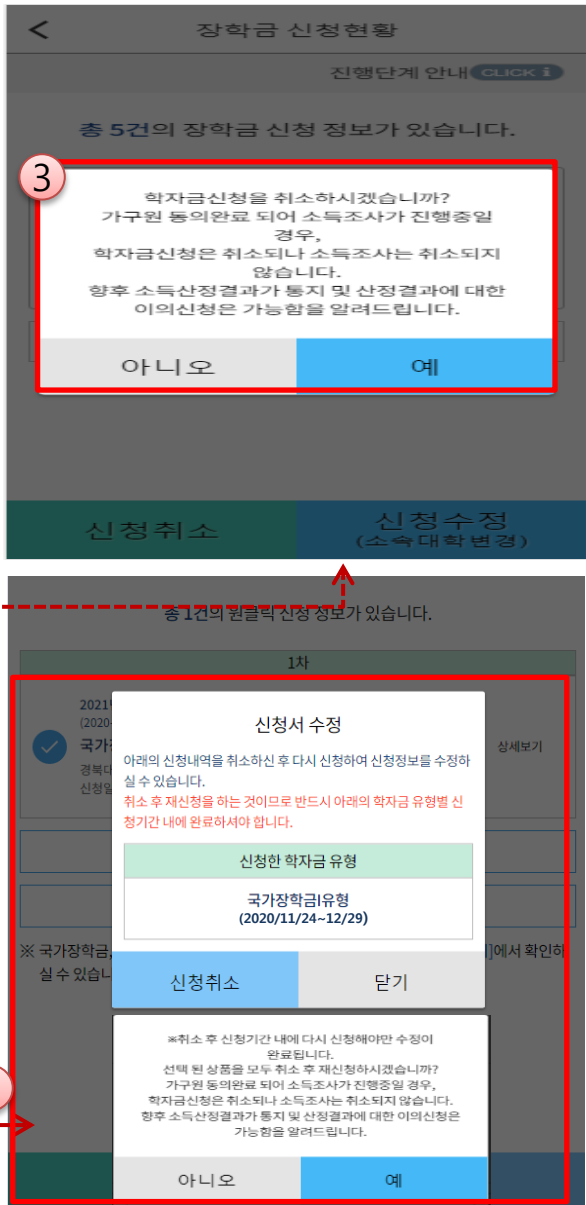 장학금 신청현황
진행단계 안내 CLICK i
총 5건의 장학금 신청 정보가 있습니다.
3
학자금신청을 취소하시겠습니까?
가구원 동의완료 되어 소득조사가 진행중일
경우,
학자금신청은 취소되나 소득조사는 취소되지
않습니다.
향후 소득산정결과가 통지 및 산정결과에 대한
이의신청은 가능함을 알려드립니다.
아니오 예
신청취소 신청수정
(소속대학변경)
총 1건의 원클릭 신청 정보가 있습니다.
1차
2021
(2020-
국가
경북대
신청일
상세보기
신청서 수정
아래의 신청내역을 취소하신 후 다시 신청하여 신청정보를 수정하
실 수 있습니다.
취소 후 재신청을 하는 것이므로 반드시 아래의 학자금 유형별 신
청기간 내에 완료하셔야 합니다.
신청한 학자금 유형
국가장학금I유형
(2020/11/24~12/29)
※ 국가장학금, ]에서 확인하
실 수 있습니
신청취소 닫기
※취소 후 신청기간 내에 다시 신청해야만 수정이
완료됩니다.
선택 된 상품을 모두 취소 후 재신청하시겠습니까?
가구원 동의완료 되어 소득조사가 진행중일 경우,
학자금신청은 취소되나 소득조사는 취소되지 않습니다.
향후 소득산정결과가 통지 및 산정결과에 대한 이의신청은
가능함을 알려드립니다.
아니오 예